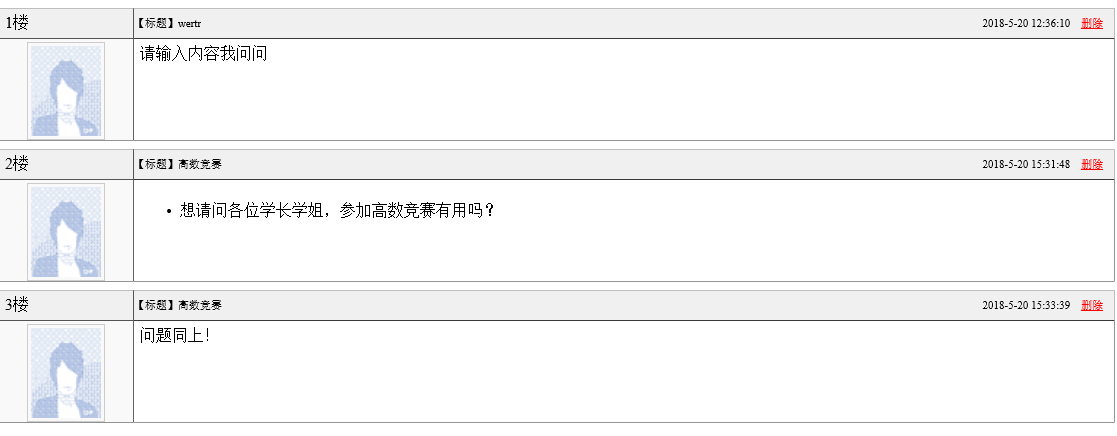 1楼 【标题】wertr 2018-5-20 12:36:10 删除
请输入内容我问问
2楼 【标题】高数竞赛 2018-5-20 15:31:48 删除
• 想请问各位学长学姐，参加高数竞赛有用吗？
3楼 【标题】高数竞赛 2018-5-20 15:33:39 删除
问题同上！